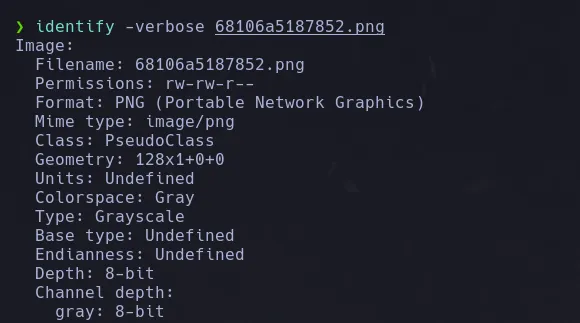 ❯ identify -verbose 68106a5187852.png
Image:
  Filename: 68106a5187852.png
  Permissions: rw-rw-r--
  Format: PNG (Portable Network Graphics)
  Mime type: image/png
  Class: PseudoClass
  Geometry: 128x1+0+0
  Units: Undefined
  Colorspace: Gray
  Type: Grayscale
  Base type: Undefined
  Endianness: Undefined
  Depth: 8-bit
  Channel depth:
    gray: 8-bit